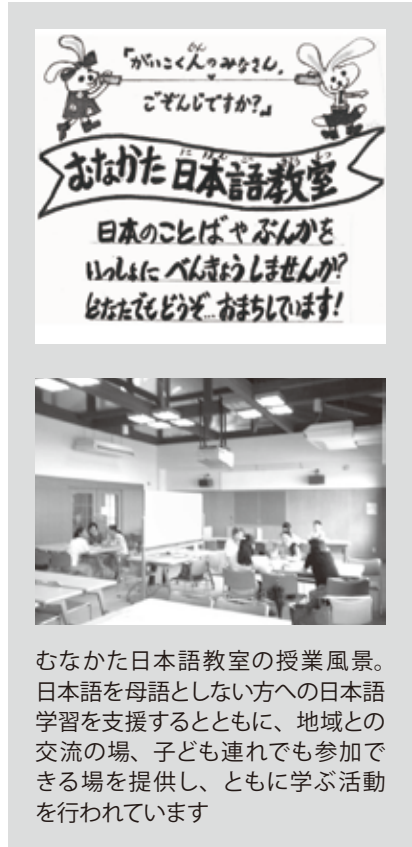 「がいこく人のみなさん、
ごぞんじですか?」
むなかた日本語教室
日本のことばやぶんかを
いっしょにべんきょうしませんか?
どなたでもどうぞ…おまちしています!
むなかた日本語教室の授業風景。
日本語を母語としない方への日本語
学習を支援するとともに、地域との
交流の場、子ども連れでも参加で
きる場を提供し、ともに学ぶ活動
を行われています